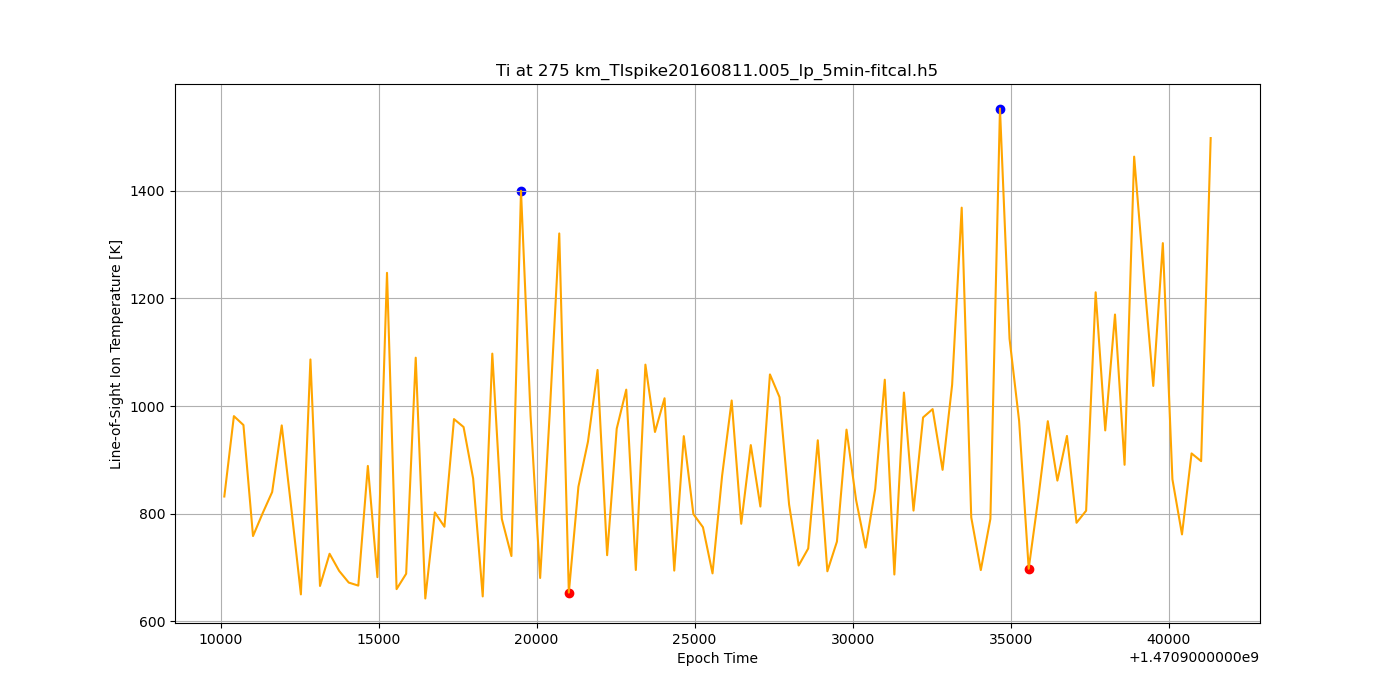 Ti at 275 km_TIspike20160811.005_lp_5min-fitcal.h5
Line-of-Sight Ion Temperature [K]
1400
1200
1000
800
600
10000 15000 20000 25000 30000 35000 40000
Epoch Time
+1.4709000000e9